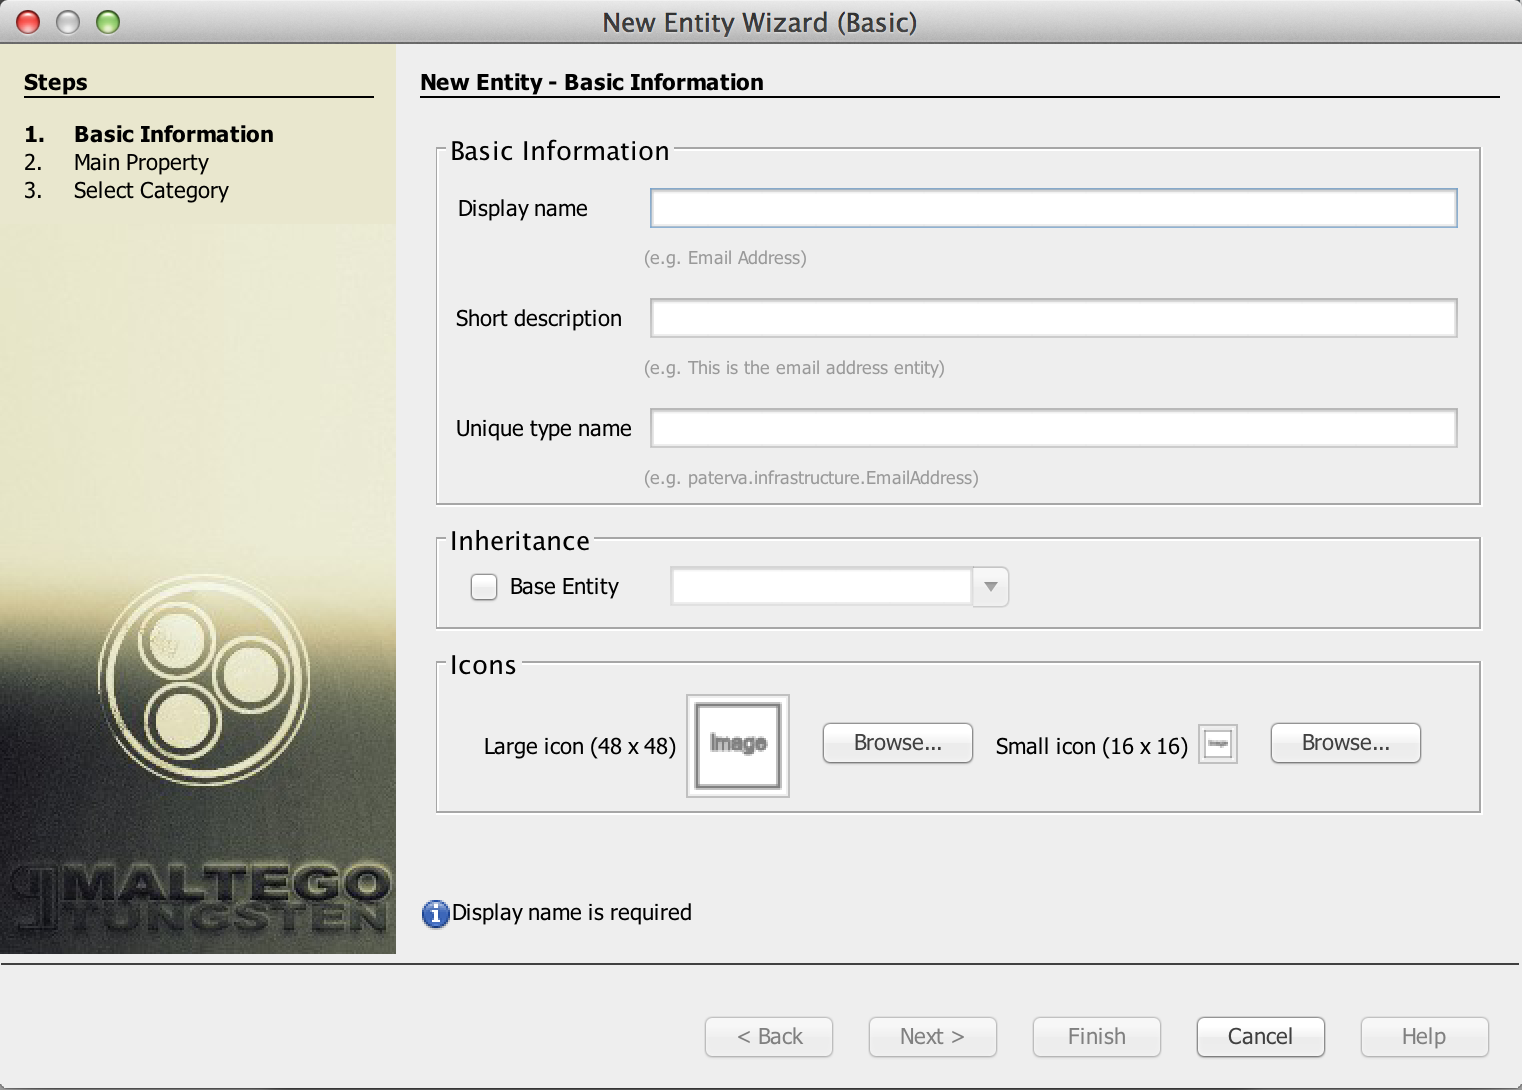 New Entity Wizard (Basic)
Steps
1. Basic Information
2. Main Property
3. Select Category
MALTEGO
TUNGSTEN
New Entity - Basic Information
Basic Information
Display name
(e.g. Email Address)
Short description
(e.g. This is the email address entity)
Unique type name
(e.g. paterva.infrastructure.EmailAddress)
Inheritance
Base Entity
Icons
Large icon (48 x 48) Image Browse... Small icon (16 x 16) Image Browse...
Display name is required
< Back Next > Finish Cancel Help